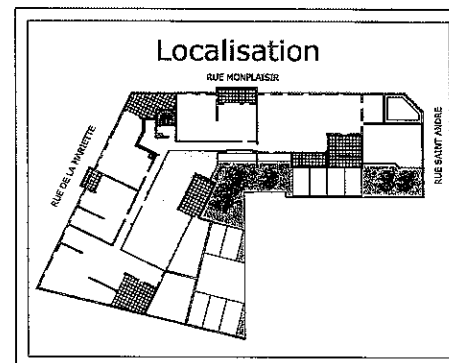 Localisation
RUE MONPLAISIR
RUE DE LA MARIETTE
RUE SAINT ANDRE